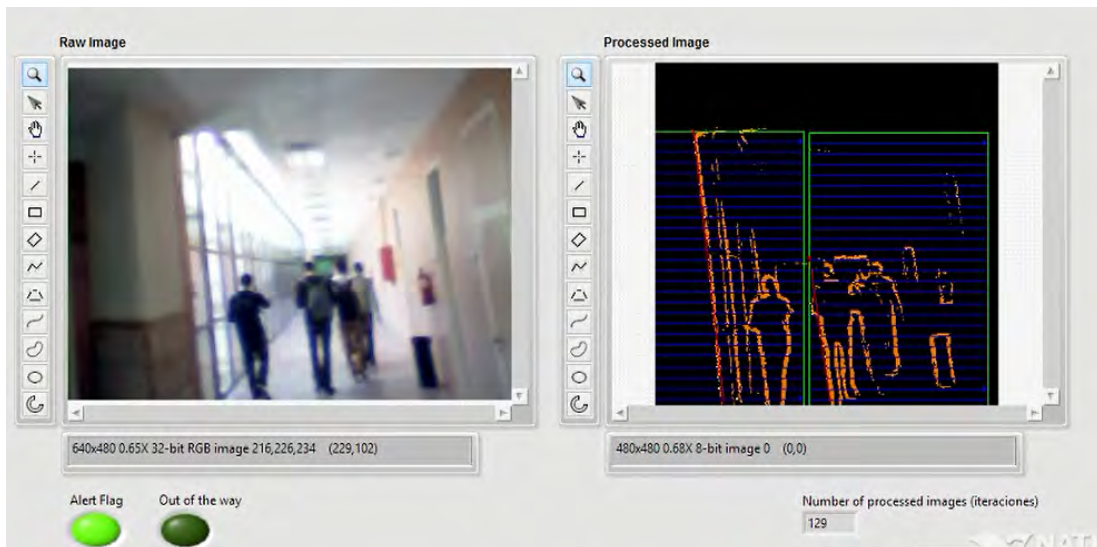 Raw Image
Processed Image
640x480 0.65X 32-bit RGB image 216,226,234 (229,102)
480x480 0.68X 8-bit image 0 (0,0)
Alert Flag
Out of the way
Number of processed images (iteraciones)
129